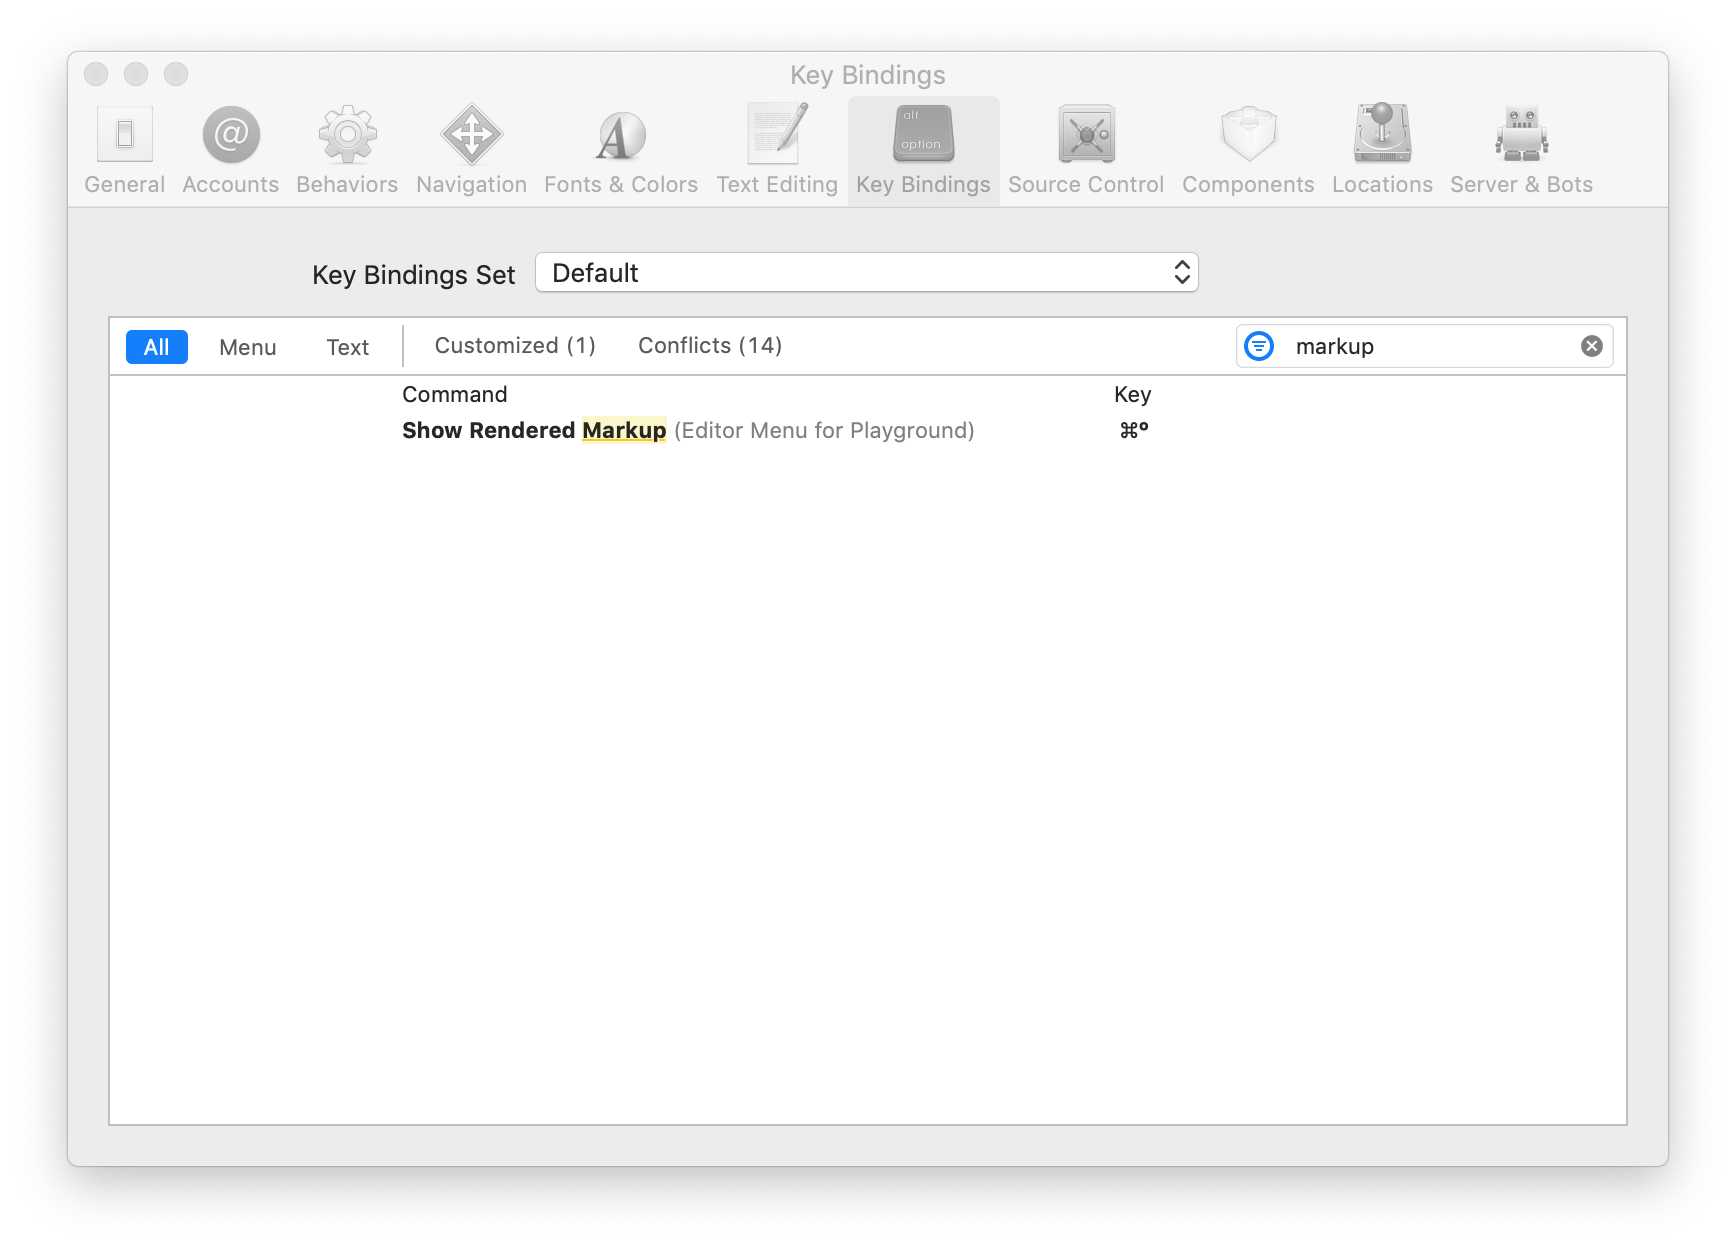 Key Bindings
alt
option
@
A
General Accounts Behaviors Navigation Fonts & Colors Text Editing Key Bindings Source Control Components Locations Server & Bots
Key Bindings Set Default
All Menu Text Customized (1) Conflicts (14) markup
Command Key
Show Rendered Markup (Editor Menu for Playground) ⌘º